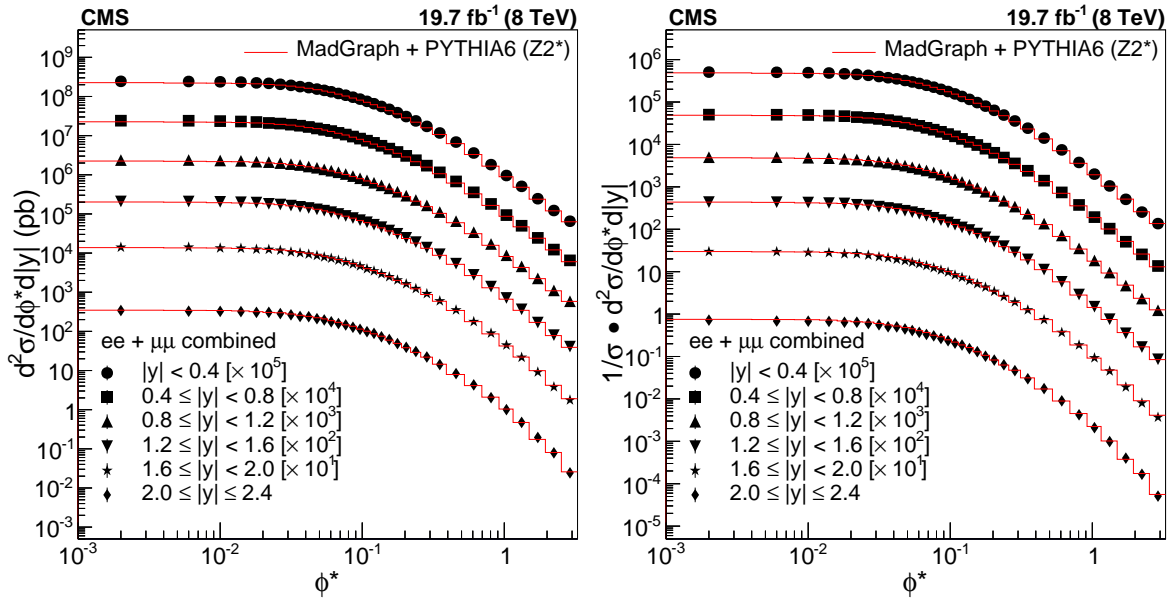 CMS 19.7 fb⁻¹ (8 TeV)
MadGraph + PYTHIA6 (Z2*)
d²σ/dφ*d|y| (pb)
10⁹
10⁸
10⁷
10⁶
10⁵
10⁴
10³
10²
10
1
10⁻¹
10⁻²
10⁻³
ee + μμ combined
|y| < 0.4 [× 10⁵]
0.4 ≤ |y| < 0.8 [× 10⁴]
0.8 ≤ |y| < 1.2 [× 10³]
1.2 ≤ |y| < 1.6 [× 10²]
1.6 ≤ |y| < 2.0 [× 10¹]
2.0 ≤ |y| ≤ 2.4
10⁻³ 10⁻² 10⁻¹ 1
φ*
CMS 19.7 fb⁻¹ (8 TeV)
MadGraph + PYTHIA6 (Z2*)
1/σ • d²σ/dφ*d|y|
10⁶
10⁵
10⁴
10³
10²
10
1
10⁻¹
10⁻²
10⁻³
10⁻⁴
10⁻⁵
ee + μμ combined
|y| < 0.4 [× 10⁵]
0.4 ≤ |y| < 0.8 [× 10⁴]
0.8 ≤ |y| < 1.2 [× 10³]
1.2 ≤ |y| < 1.6 [× 10²]
1.6 ≤ |y| < 2.0 [× 10¹]
2.0 ≤ |y| ≤ 2.4
10⁻³ 10⁻² 10⁻¹ 1
φ*